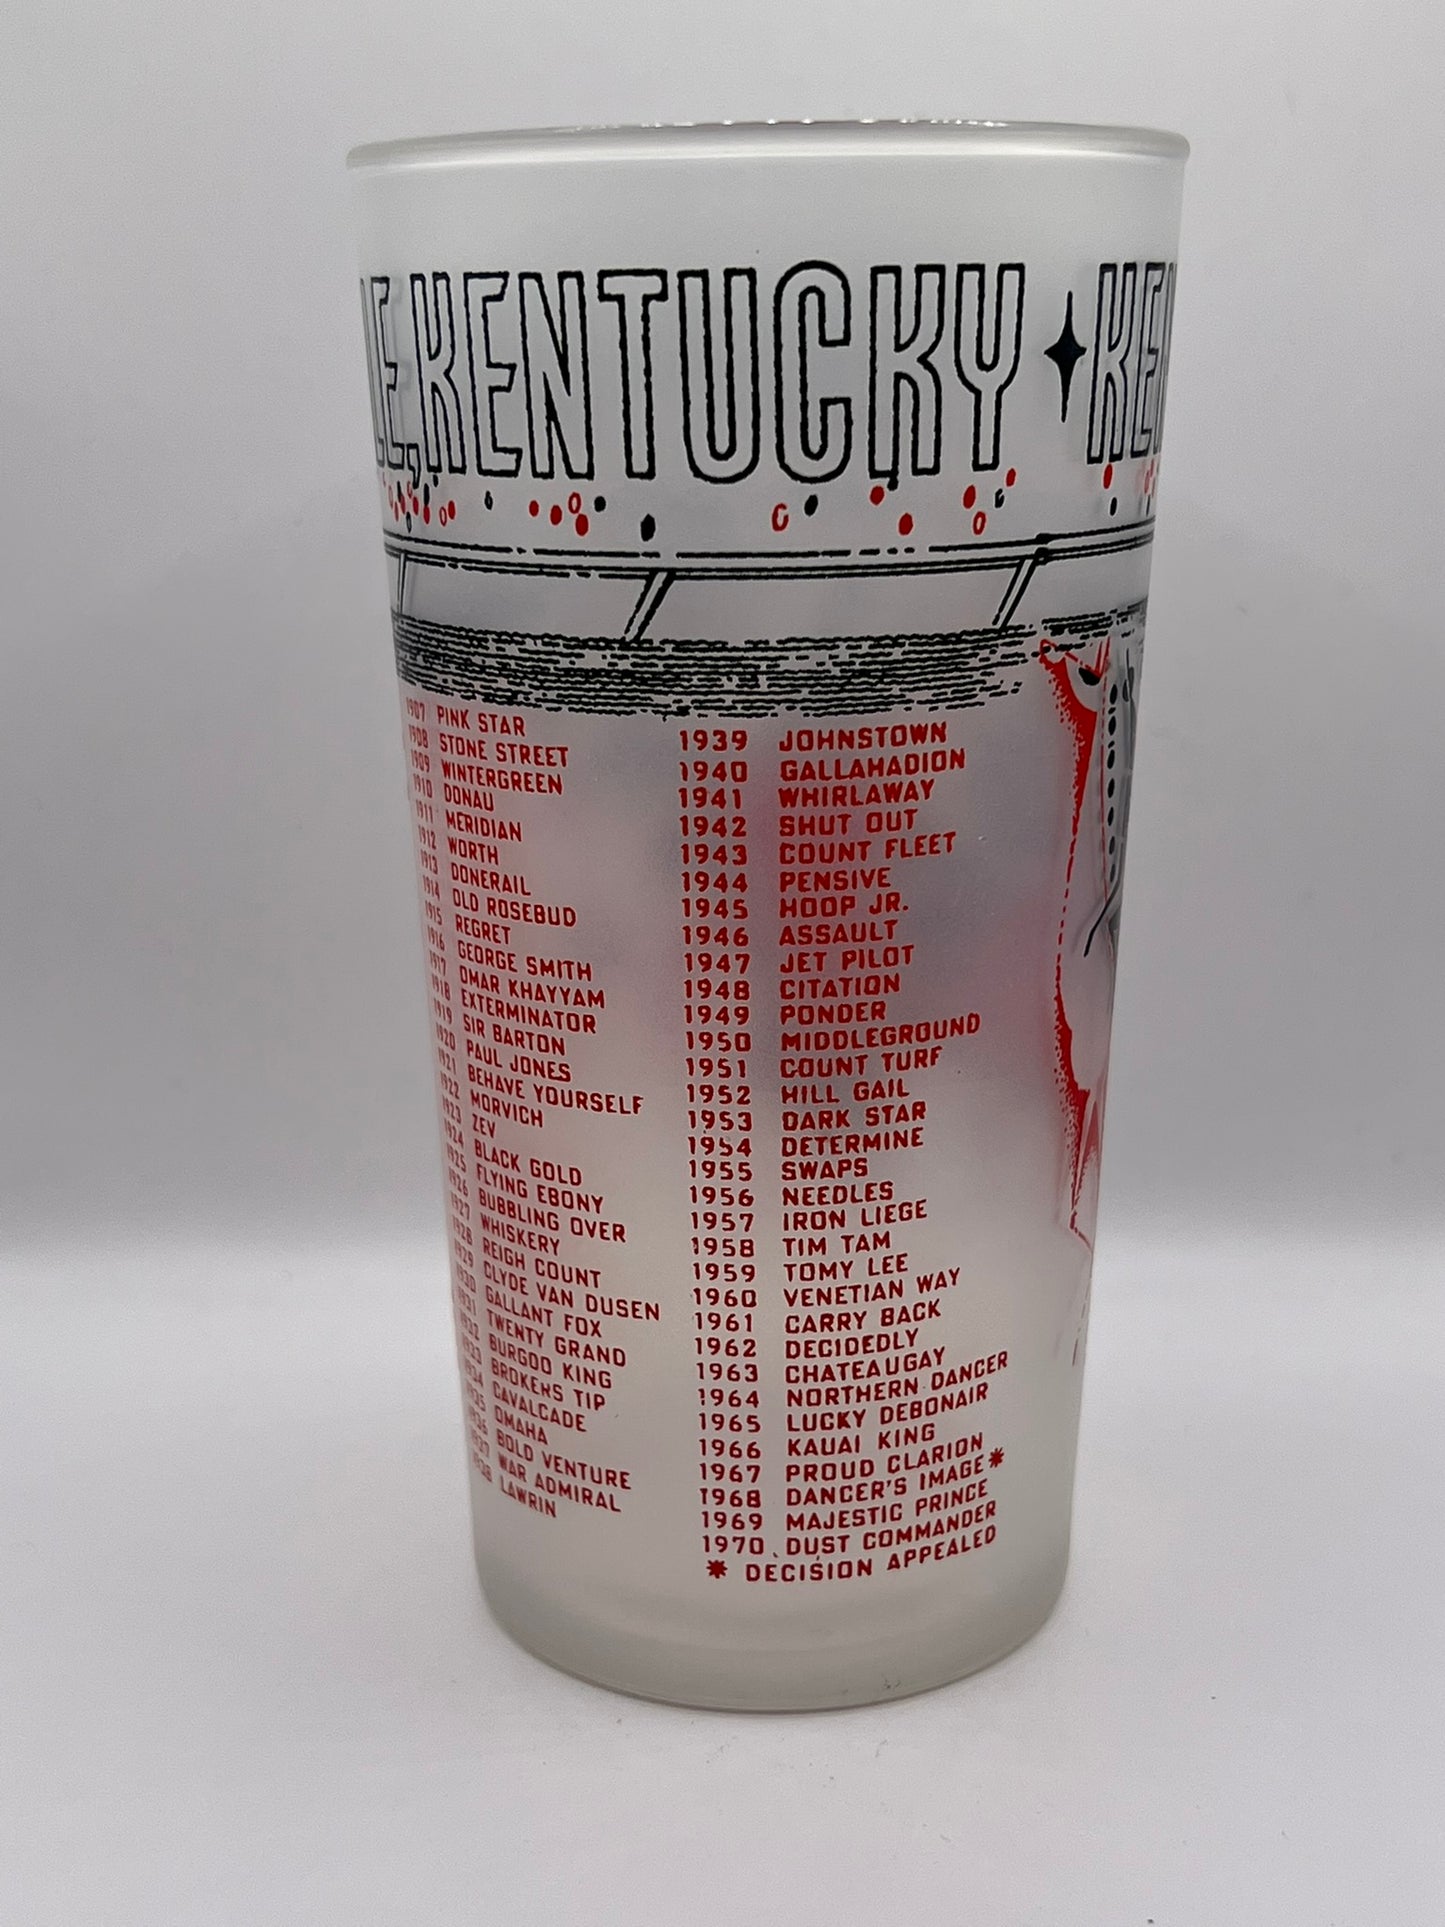 LE, KENTUCKY ✦ KEN
1907 PINK STAR
1908 STONE STREET
1909 WINTERGREEN
1910 DONAU
1911 MERIDIAN
1912 WORTH
1913 DONERAIL
1914 OLD ROSEBUD
1915 REGRET
1916 GEORGE SMITH
1917 OMAR KHAYYAM
1918 EXTERMINATOR
1919 SIR BARTON
1920 PAUL JONES
1921 BEHAVE YOURSELF
1922 MORVICH
1923 ZEV
1924 BLACK GOLD
1925 FLYING EBONY
1926 BUBBLING OVER
1927 WHISKERY
1928 REIGH COUNT
1929 CLYDE VAN DUSEN
1930 GALLANT FOX
1931 TWENTY GRAND
1932 BURGOO KING
1933 BROKERS TIP
1934 CAVALCADE
1935 OMAHA
1936 BOLD VENTURE
1937 WAR ADMIRAL
1938 LAWRIN
1939 JOHNSTOWN
1940 GALLAHADION
1941 WHIRLAWAY
1942 SHUT OUT
1943 COUNT FLEET
1944 PENSIVE
1945 HOOP JR.
1946 ASSAULT
1947 JET PILOT
1948 CITATION
1949 PONDER
1950 MIDDLEGROUND
1951 COUNT TURF
1952 HILL GAIL
1953 DARK STAR
1954 DETERMINE
1955 SWAPS
1956 NEEDLES
1957 IRON LIEGE
1958 TIM TAM
1959 TOMY LEE
1960 VENETIAN WAY
1961 CARRY BACK
1962 DECIDEDLY
1963 CHATEAUGAY
1964 NORTHERN DANCER
1965 LUCKY DEBONAIR
1966 KAUAI KING
1967 PROUD CLARION
1968 DANCER'S IMAGE*
1969 MAJESTIC PRINCE
1970 DUST COMMANDER
* DECISION APPEALED